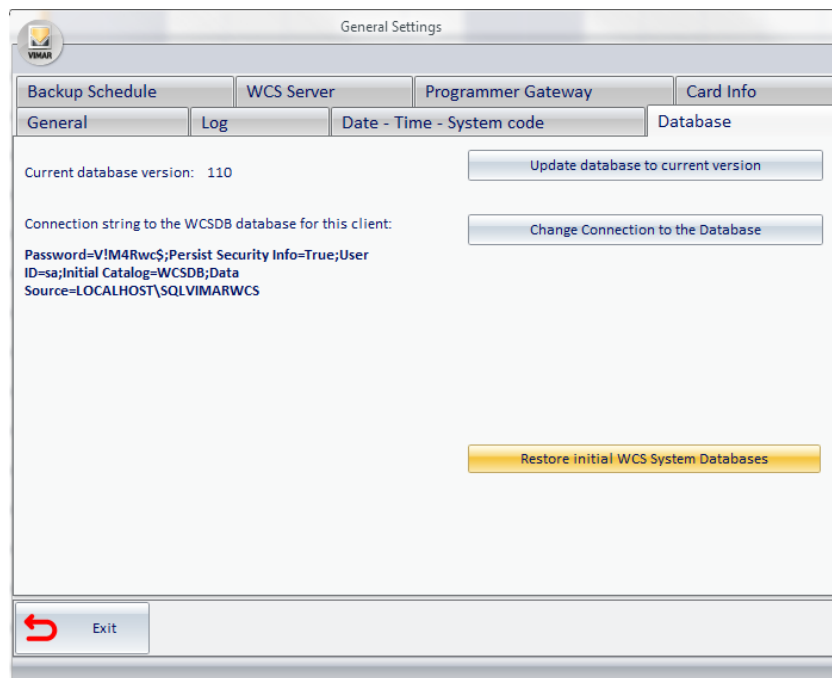 General Settings
VIMAR
Backup Schedule
WCS Server
Programmer Gateway
Card Info
General
Log
Date - Time - System code
Database
Current database version: 110
Update database to current version
Connection string to the WCSDB database for this client:
Change Connection to the Database
Password=V!M4Rwc$;Persist Security Info=True;User
ID=sa;Initial Catalog=WCSDB;Data
Source=LOCALHOST\SQLVIMARWCS
Restore initial WCS System Databases
Exit